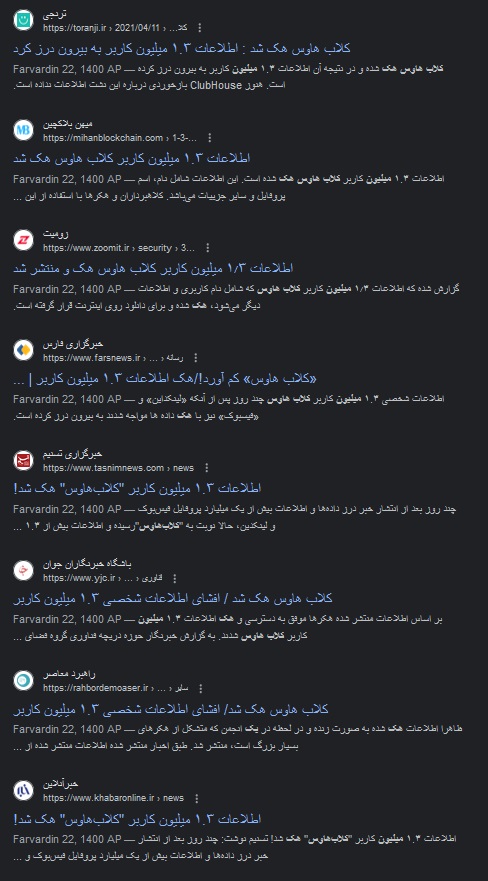 ترنجی
https://toranji.ir › 2021/04/11 › کلا...
کلاب هاوس هک شد : اطلاعات ۱.۳ میلیون کاربر به بیرون درز کرد
Farvardin 22, 1400 AP — کلاب هاوس هک شده و در نتیجه آن اطلاعات ۱.۳ میلیون کاربر به بیرون درز کرده
است. هنوز ClubHouse بازخوردی درباره این نشت اطلاعات نداده است.
میهن بلاکچین
https://mihanblockchain.com › 1-3-...
اطلاعات ۱.۳ میلیون کاربر کلاب هاوس هک شد
Farvardin 22, 1400 AP — اطلاعات ۱.۳ میلیون کاربر کلاب هاوس هک شده است. این اطلاعات شامل نام، اسم
پروفایل و سایر جزییات می‌باشد. کلاهبرداران و هکرها با استفاده از این ...
زومیت
https://www.zoomit.ir › security › 3...
اطلاعات ۱/۳ میلیون کاربر کلاب هاوس هک و منتشر شد
Farvardin 22, 1400 AP — گزارش شده که اطلاعات ۱/۳ میلیون کاربر کلاب هاوس که شامل نام کاربری و اطلاعات
دیگر می‌شود، هک شده و برای دانلود روی اینترنت قرار گرفته است.
خبرگزاری فارس
https://www.farsnews.ir › ... › رسانه
«کلاب هاوس» کم آورد!/هک اطلاعات ۱.۳ میلیون کاربر | ...
Farvardin 22, 1400 AP — اطلاعات شخصی ۱.۳ میلیون کاربر کلاب هاوس چند روز پس از آنکه «لینکداین» و
«فیسبوک» نیز با هک داده ها مواجه شدند به بیرون درز کرده است.
خبرگزاری تسنیم
https://www.tasnimnews.com › news
اطلاعات ۱.۳ میلیون کاربر "کلاب‌هاوس" هک شد!
Farvardin 22, 1400 AP — چند روز بعد از انتشار خبر درز داده‌ها و اطلاعات بیش از یک میلیارد پروفایل فیس‌بوک
و لینکدین، حالا نوبت به "کلاب‌هاوس"رسیده و اطلاعات بیش از ۱.۳ ...
باشگاه خبرنگاران جوان
https://www.yjc.ir › ... › فناوری
کلاب هاوس هک شد / افشای اطلاعات شخصی ۱.۳ میلیون کاربر
Farvardin 22, 1400 AP — بر اساس اطلاعات منتشر شده هکرها موفق به دسترسی و هک اطلاعات ۱.۳ میلیون
کاربر کلاب هاوس شدند. به گزارش خبرنگار حوزه دریچه فناوری گروه فضای ...
راهبرد معاصر
https://rahbordemoaser.ir › ... › سایر
کلاب هاوس هک شد/ افشای اطلاعات شخصی ۱.۳ میلیون کاربر
Farvardin 22, 1400 AP — ظاهرا اطلاعات هک شده به صورت زنده و در لحظه در یک انجمن که متشکل از هکرهای
بسیار بزرگ است، منتشر شد. طبق اخبار منتشر شده اطلاعات منتشر شده از ...
خبرآنلاین
https://www.khabaronline.ir › news
اطلاعات ۱.۳ میلیون کاربر "کلاب‌هاوس" هک شد!
Farvardin 22, 1400 AP — اطلاعات ۱.۳ میلیون کاربر "کلاب‌هاوس" هک شد! تسنیم نوشت: چند روز بعد از انتشار
خبر درز داده‌ها و اطلاعات بیش از یک میلیارد پروفایل فیس‌بوک و ...